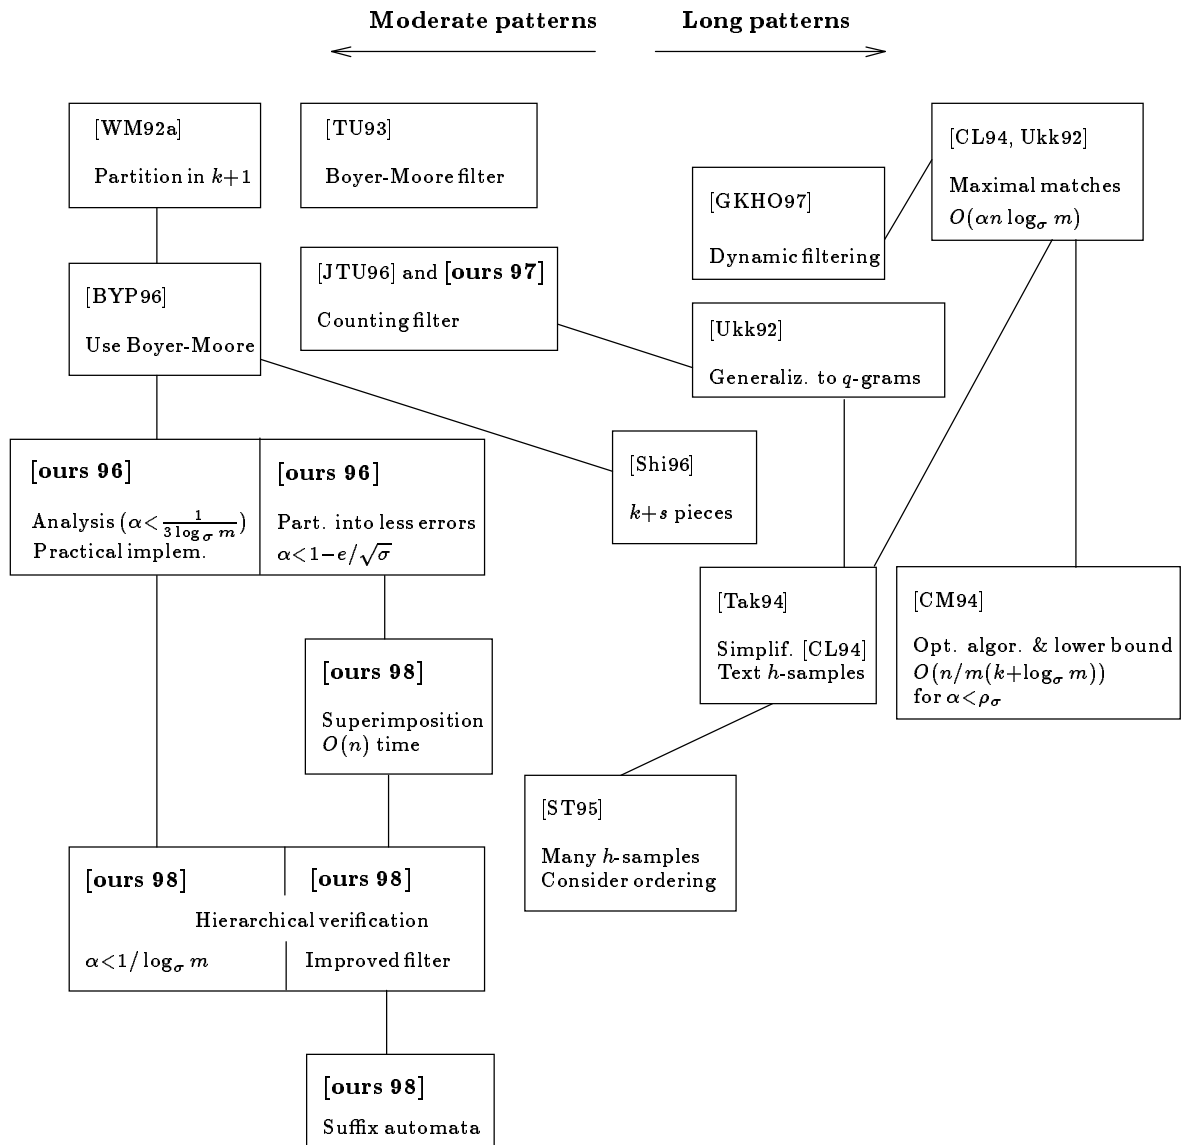 Moderate patterns Long patterns
[WM92a]
Partition in k+1
[TU93]
Boyer-Moore filter
[CL94, Ukk92]
Maximal matches
O(αn log_σ m)
[GKHO97]
Dynamic filtering
[JTU96] and [ours 97]
Counting filter
[BYP96]
Use Boyer-Moore
[Ukk92]
Generaliz. to q-grams
[Shi96]
k+s pieces
[ours 96]
Analysis (α< 1/(3 log_σ m))
Practical implem.
[ours 96]
Part. into less errors
α<1−e/√σ
[Tak94]
Simplif. [CL94]
Text h-samples
[CM94]
Opt. algor. & lower bound
O(n/m(k+log_σ m))
for α<ρ_σ
[ours 98]
Superimposition
O(n) time
[ST95]
Many h-samples
Consider ordering
[ours 98] [ours 98]
Hierarchical verification
α<1/ log_σ m Improved filter
[ours 98]
Suffix automata